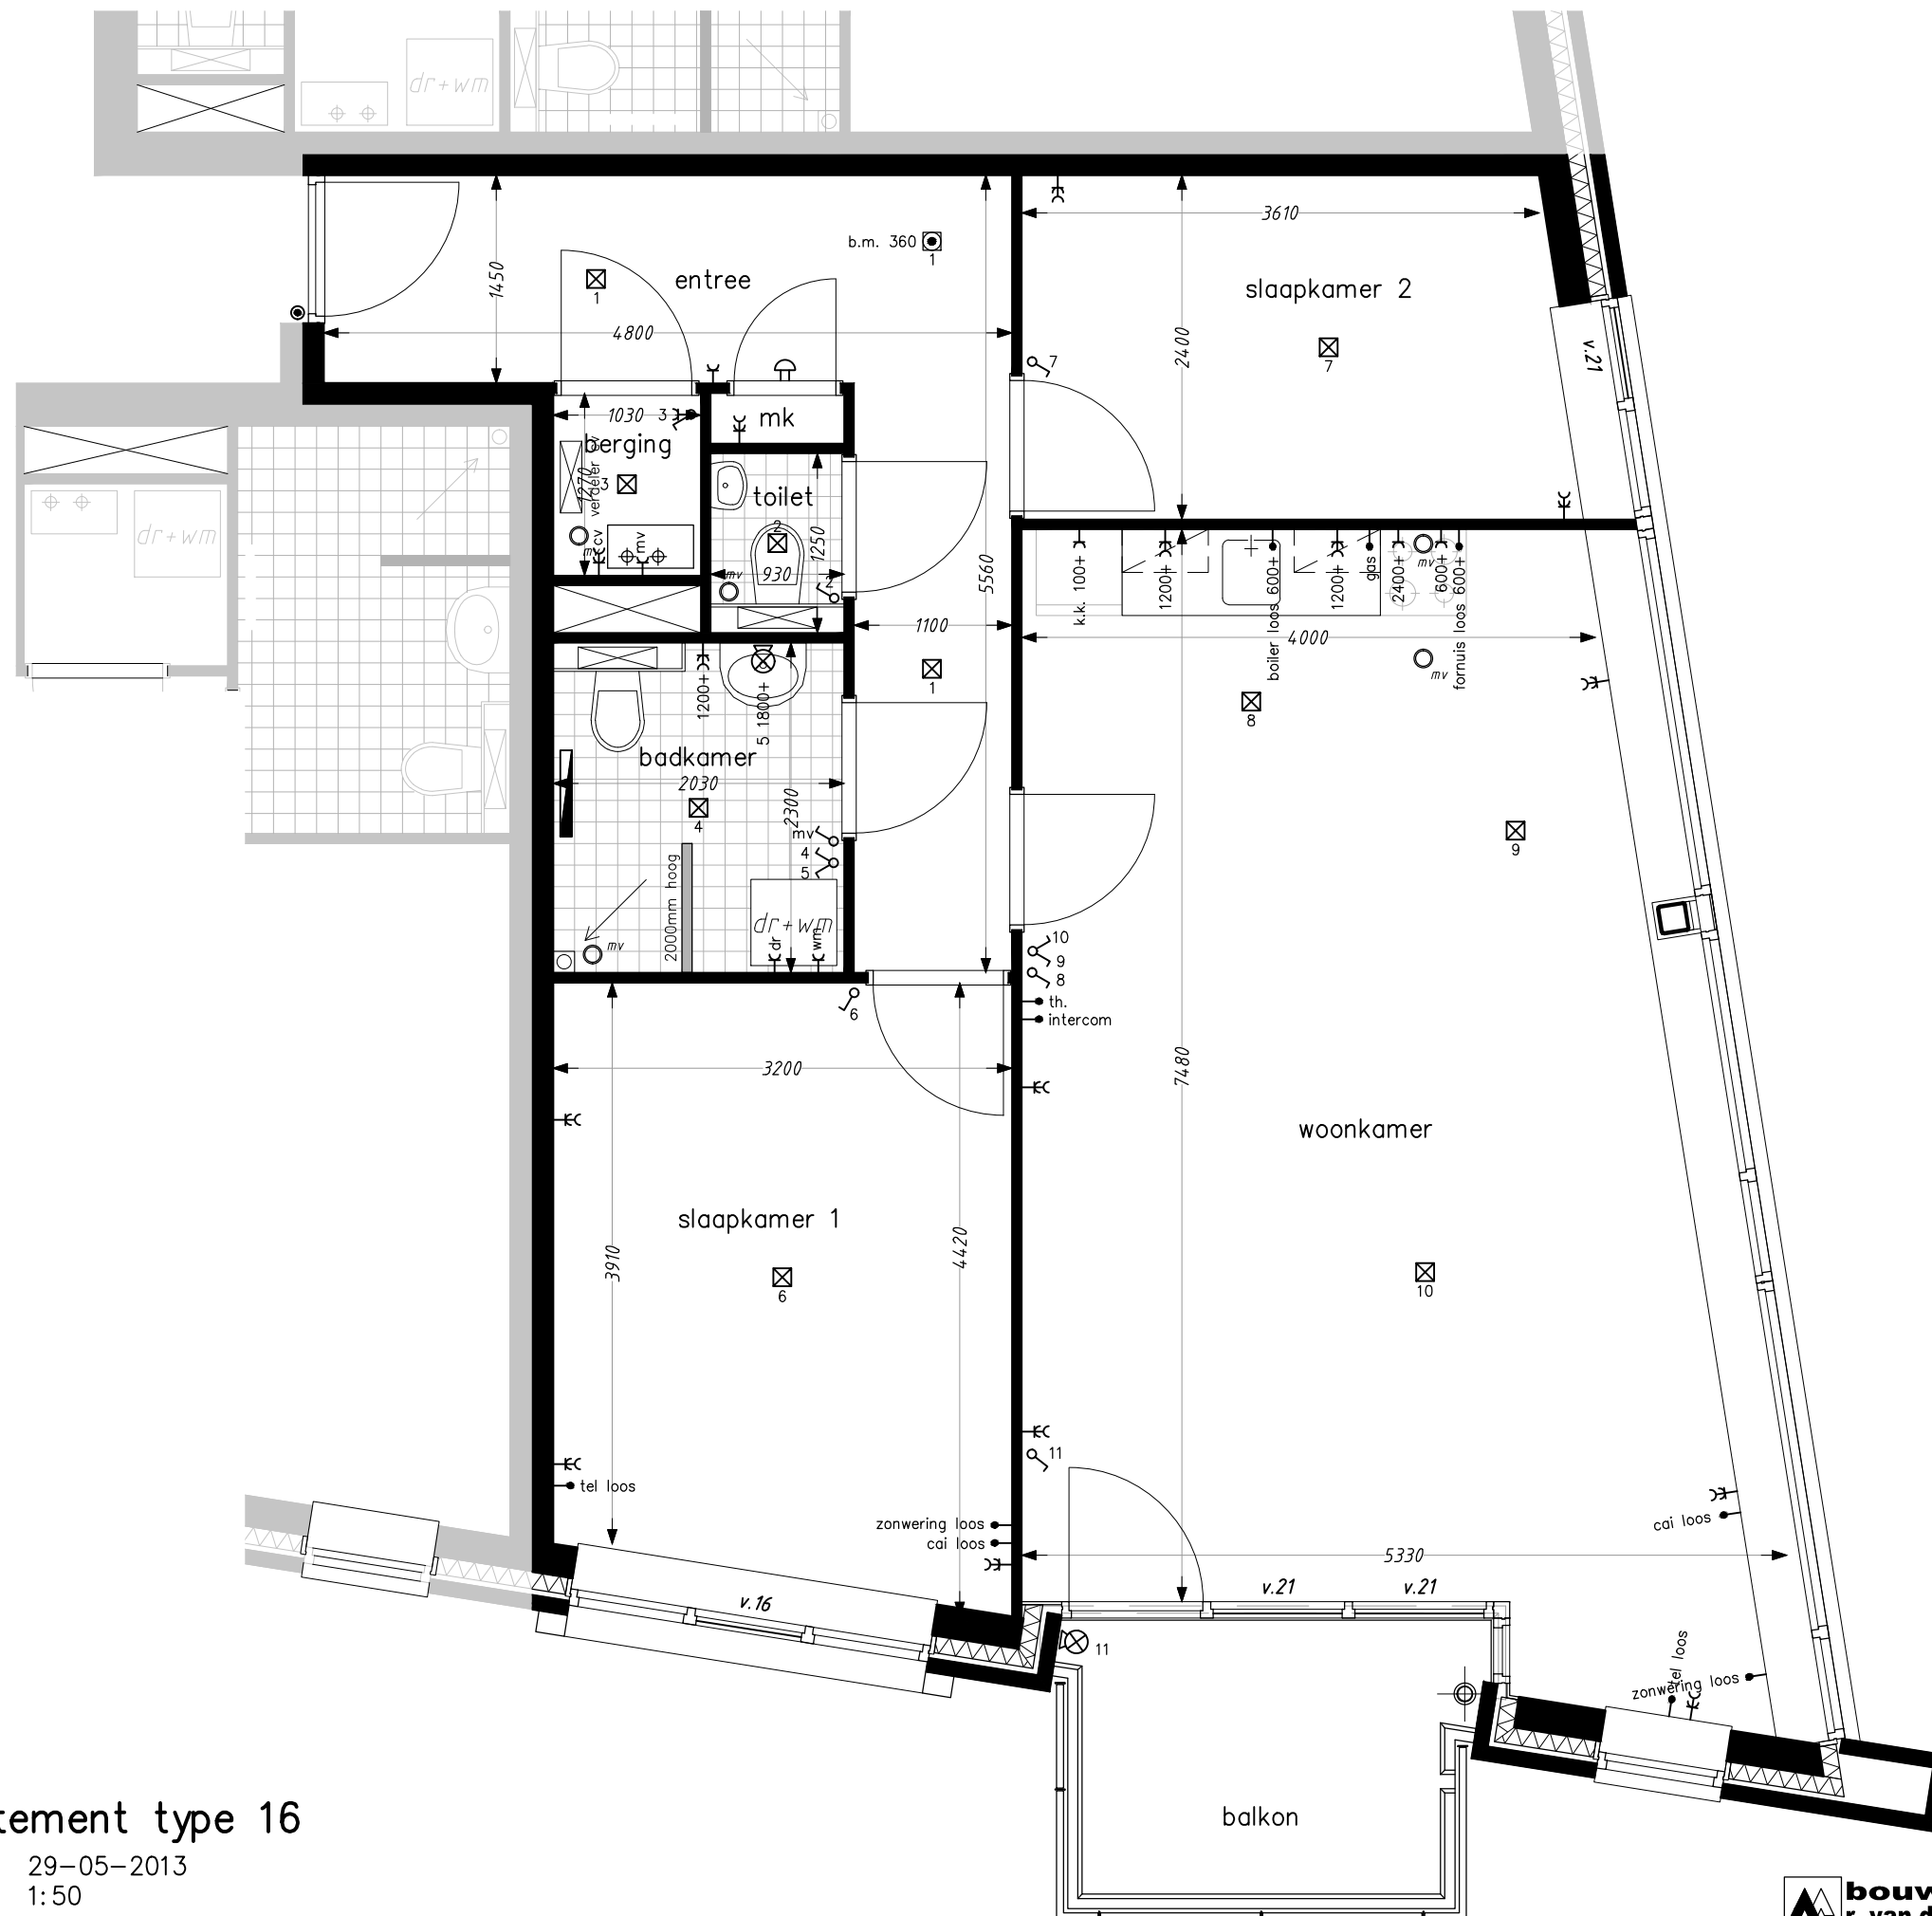 dr+wm
3610
b.m. 360
1
entree
1450
1
slaapkamer 2
4800
2400
7
7
v.21
1030
3
mk
berging
1270
cv verdeler
3
toilet
2
1250
mv
mv
930
2
5560
dr+wm
k.k. 100+
1200+
boiler loos 600+
1200+
gas
2400+
mv
600+
fornuis loos 600+
1100
4000
mv
1
8
1200+
5 1800+
badkamer
2030
4
2300
mv
4
5
9
2000mm hoog
dr+wm
dr
wm
mv
10
9
8
6
th.
intercom
3200
7480
woonkamer
slaapkamer 1
3910
4420
6
10
11
tel loos
zonwering loos
cai loos
cai loos
5330
v.16
v.21
v.21
11
tel loos
zonwering loos
balkon
tement type 16
29-05-2013
1:50
bouw